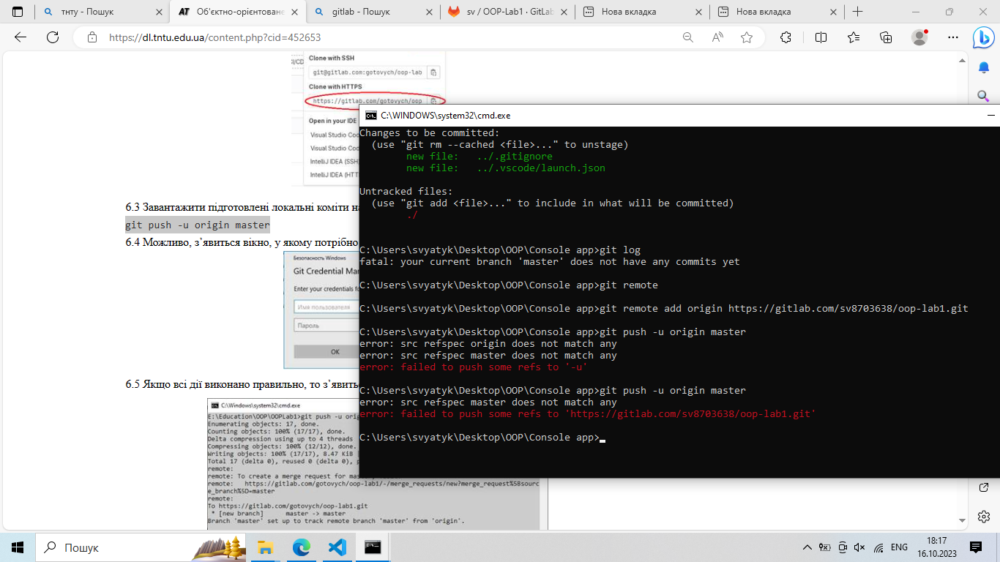 тнту - Пошук
Об'єктно-орієнтоване
gitlab - Пошук
sv / OOP-Lab1 · GitLab
Нова вкладка
Нова вкладка
https://dl.tntu.edu.ua/content.php?cid=452653
Clone with SSH
git@gitlab.com:gotovych/oop-lab
Clone with HTTPS
https://gitlab.com/gotovych/oop
Open in your IDE
Visual Studio Cod
Visual Studio Cod
IntelliJ IDEA (SSH)
IntelliJ IDEA (HTT
6.3 Завантажити підготовлені локальні коміти на
git push -u origin master
6.4 Можливо, з’явиться вікно, у якому потрібно
Безопасность Windows
Git Credential Man
Enter your credentials fo
Имя пользователя
Пароль
OK
6.5 Якщо всі дії виконано правильно, то з’явить
C:\Windows\system32\cmd.exe
E:\Education\OOP\OOPLab1>git push -u orig
Enumerating objects: 17, done.
Counting objects: 100% (17/17), done.
Delta compression using up to 4 threads
Compressing objects: 100% (12/12), done.
Writing objects: 100% (17/17), 8.47 KiB |
Total 17 (delta 0), reused 0 (delta 0), p
remote:
remote: To create a merge request for mas
remote:   https://gitlab.com/gotovych/oop-lab1/-/merge_requests/new?merge_request%5Bsourc
e_branch%5D=master
remote:
To https://gitlab.com/gotovych/oop-lab1.git
 * [new branch]      master -> master
Branch 'master' set up to track remote branch 'master' from 'origin'.
C:\WINDOWS\system32\cmd.exe
Changes to be committed:
  (use "git rm --cached <file>..." to unstage)
        new file:   ../.gitignore
        new file:   ../.vscode/launch.json
Untracked files:
  (use "git add <file>..." to include in what will be committed)
        ./
C:\Users\svyatyk\Desktop\OOP\Console app>git log
fatal: your current branch 'master' does not have any commits yet
C:\Users\svyatyk\Desktop\OOP\Console app>git remote
C:\Users\svyatyk\Desktop\OOP\Console app>git remote add origin https://gitlab.com/sv8703638/oop-lab1.git
C:\Users\svyatyk\Desktop\OOP\Console app>git push -u origin master
error: src refspec origin does not match any
error: src refspec master does not match any
error: failed to push some refs to '-u'
C:\Users\svyatyk\Desktop\OOP\Console app>git push -u origin master
error: src refspec master does not match any
error: failed to push some refs to 'https://gitlab.com/sv8703638/oop-lab1.git'
C:\Users\svyatyk\Desktop\OOP\Console app>
Пошук
ENG
18:17
16.10.2023